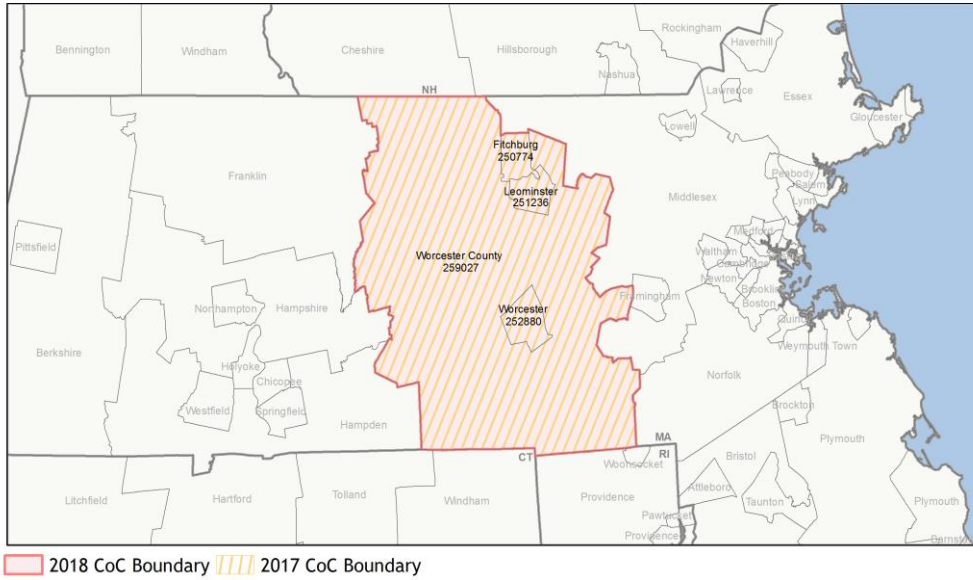 Bennington
Windham
Cheshire
Hillsborough
Rockingham
Haverhill
Nashua
Lawrence
Essex
NH
Gloucester
Lowell
Fitchburg
250774
Franklin
Peabody
Salem
Leominster
251236
Middlesex
Lynn
Medford
Pittsfield
Waltham
Worcester County
259027
Newton
Northampton
Hampshire
Framingham
Brooklin
Boston
Worcester
252880
Quincy
Weymouth Town
Berkshire
Holyoke
Norfolk
Chicopee
Westfield
Springfield
Brockton
Hampden
Plymouth
MA
CT
RI
Woonsocket
Bristol
Litchfield
Hartford
Tolland
Windham
Providence
Attleboro
Taunton
Plymouth
Pawtucket
Providence
Barnstab
2018 CoC Boundary
2017 CoC Boundary